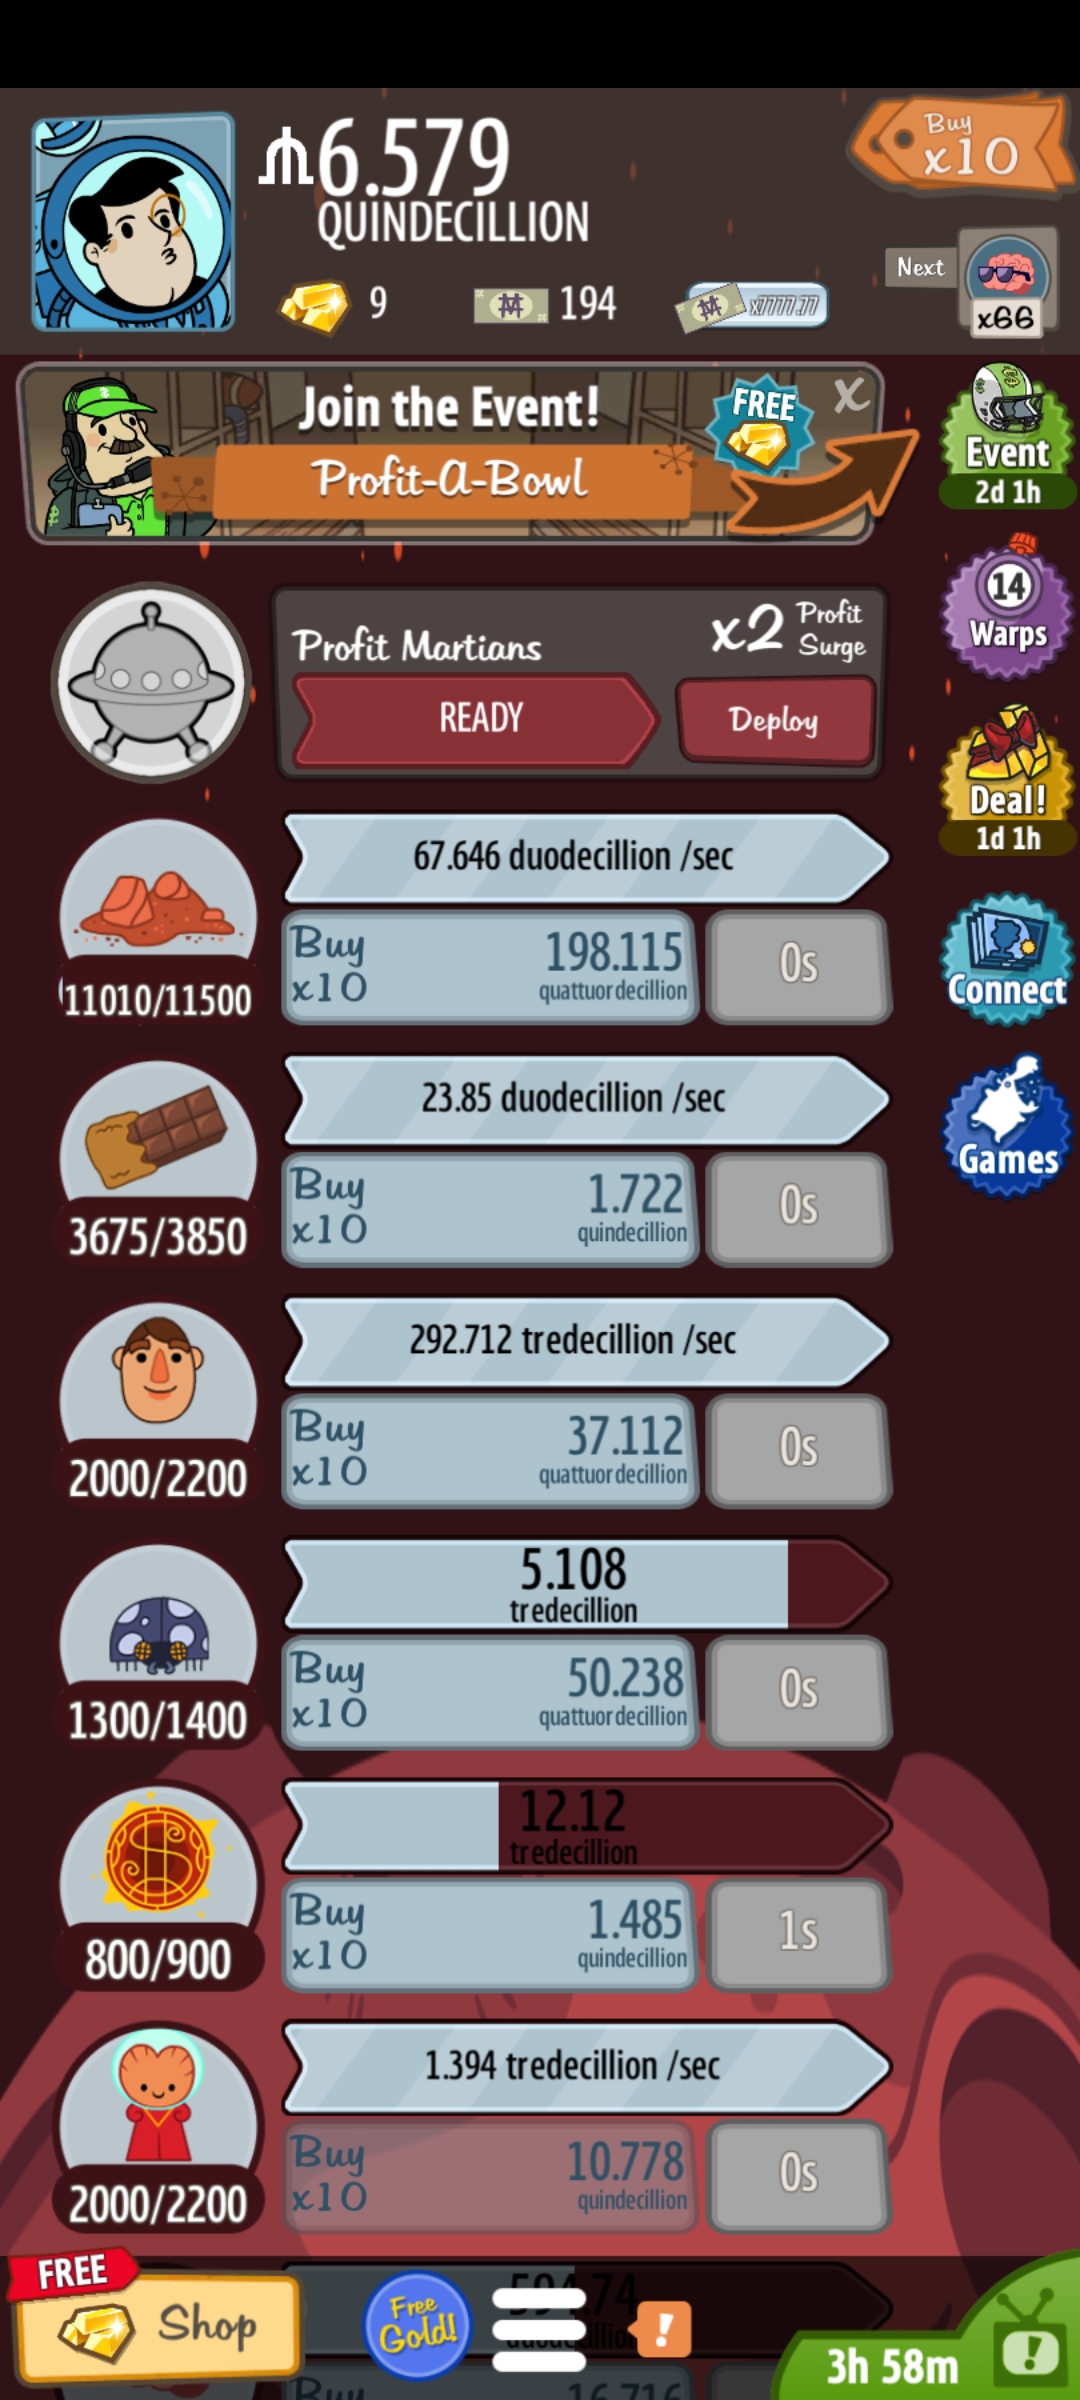 6.579
QUINDECILLION
Buy
x10
9
194
x7777.77
Next
x66
Join the Event!
Profit-A-Bowl
FREE
X
Event
2d 1h
14
Warps
Profit Martians
x2 Profit
Surge
READY
Deploy
Deal!
1d 1h
67.646 duodecillion /sec
Buy
x10
198.115
quattuordecillion
0s
11010/11500
Connect
23.85 duodecillion /sec
Buy
x10
1.722
quindecillion
0s
3675/3850
Games
292.712 tredecillion /sec
Buy
x10
37.112
quattuordecillion
0s
2000/2200
5.108
tredecillion
Buy
x10
50.238
quattuordecillion
0s
1300/1400
12.12
tredecillion
Buy
x10
1.485
quindecillion
1s
800/900
1.394 tredecillion /sec
Buy
x10
10.778
quindecillion
0s
2000/2200
FREE
Shop
Free
Gold!
!
594.74
3h 58m
!
Buy
16.716